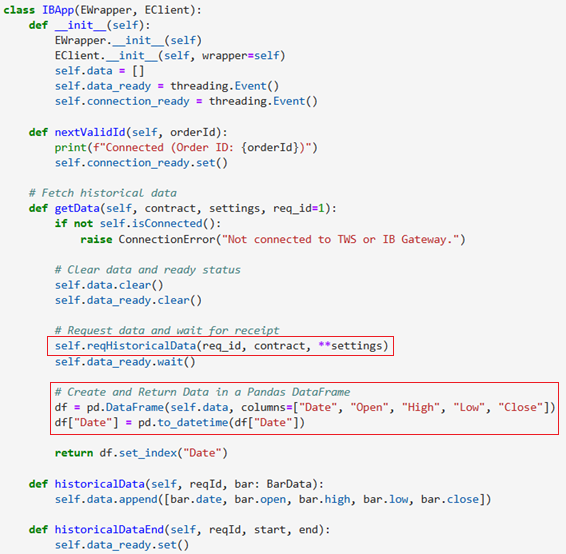 class IBApp(EWrapper, EClient):
    def __init__(self):
        EWrapper.__init__(self)
        EClient.__init__(self, wrapper=self)
        self.data = []
        self.data_ready = threading.Event()
        self.connection_ready = threading.Event()

    def nextValidId(self, orderId):
        print(f"Connected (Order ID: {orderId})")
        self.connection_ready.set()

    # Fetch historical data
    def getData(self, contract, settings, req_id=1):
        if not self.isConnected():
            raise ConnectionError("Not connected to TWS or IB Gateway.")

        # Clear data and ready status
        self.data.clear()
        self.data_ready.clear()

        # Request data and wait for receipt
        self.reqHistoricalData(req_id, contract, **settings)
        self.data_ready.wait()

        # Create and Return Data in a Pandas DataFrame
        df = pd.DataFrame(self.data, columns=["Date", "Open", "High", "Low", "Close"])
        df["Date"] = pd.to_datetime(df["Date"])

        return df.set_index("Date")

    def historicalData(self, reqId, bar: BarData):
        self.data.append([bar.date, bar.open, bar.high, bar.low, bar.close])

    def historicalDataEnd(self, reqId, start, end):
        self.data_ready.set()